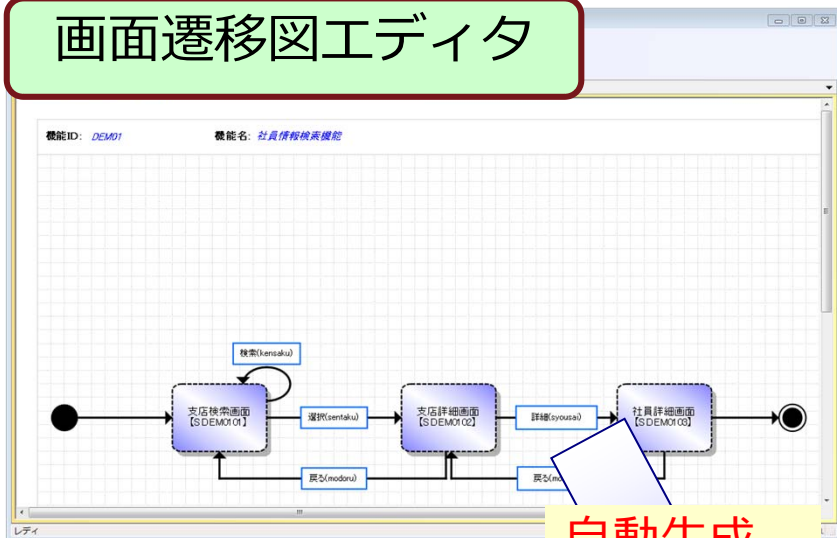 画面遷移図エディタ
機能ID: DEM01 機能名: 社員情報検索機能
検索(kensaku)
支店検索画面
【SDEM0101】
選択(sentaku)
支店詳細画面
【SDEM0102】
詳細(syousai)
社員詳細画面
【SDEM0103】
戻る(modoru)
戻る(mo
レディ
自動生成